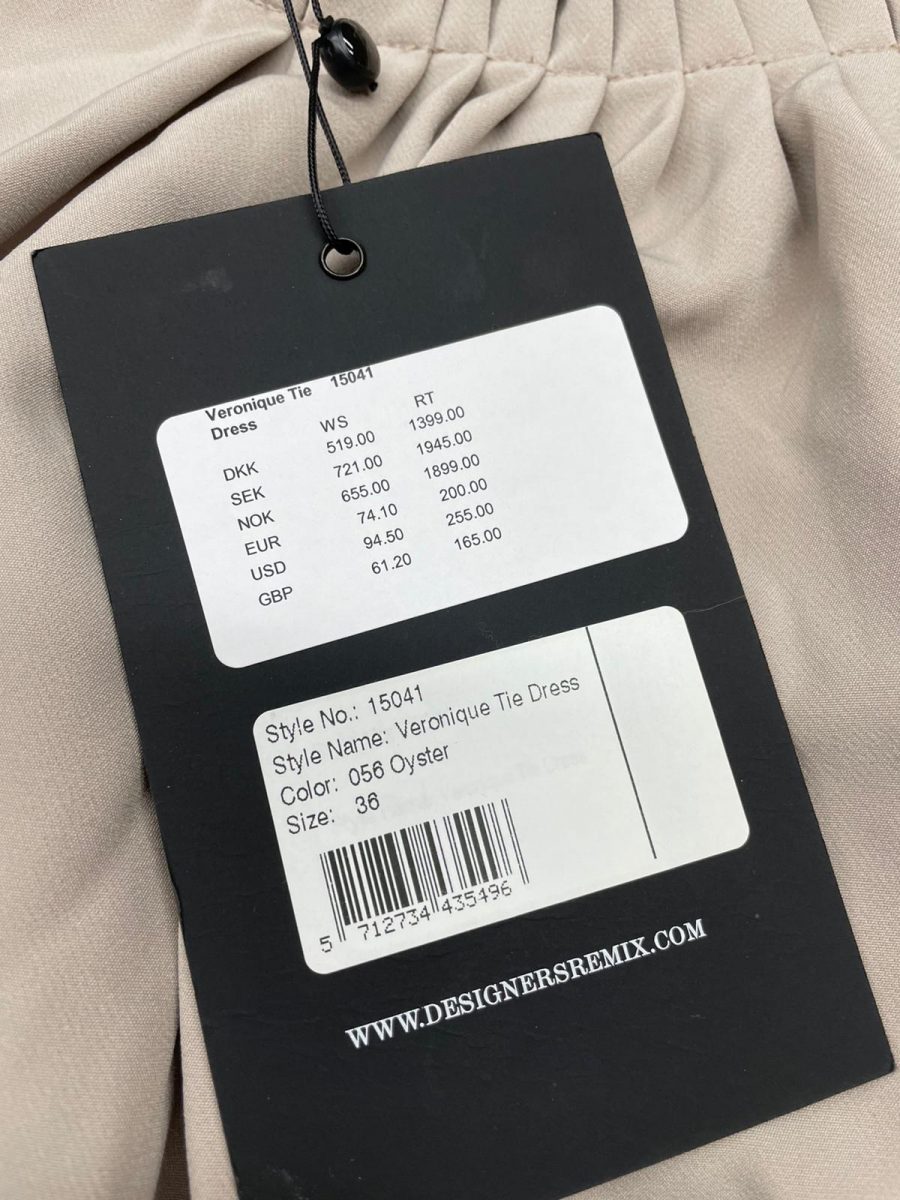 Veronique Tie 15041
Dress
WS RT
DKK 519.00 1399.00
SEK 721.00 1945.00
NOK 655.00 1899.00
EUR 74.10 200.00
USD 94.50 255.00
GBP 61.20 165.00
Style No.: 15041
Style Name: Veronique Tie Dress
Color: 056 Oyster
Size: 36
5 712734 435496
WWW.DESIGNERSREMIX.COM